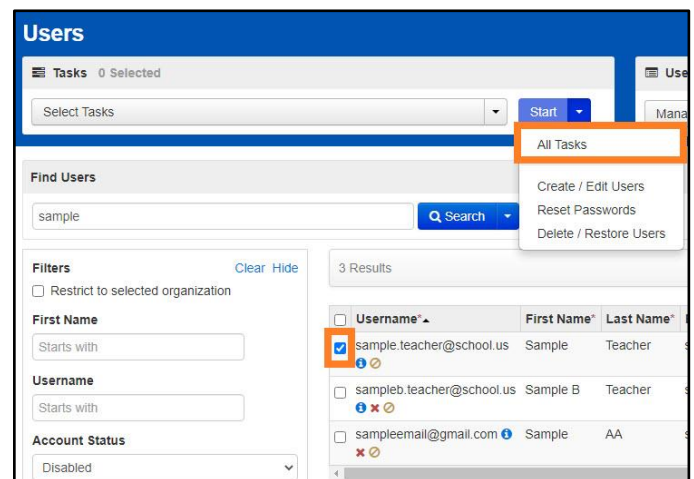 Users
Tasks 0 Selected
Use
Select Tasks
Start
Mana
All Tasks
Create / Edit Users
Reset Passwords
Delete / Restore Users
Find Users
sample
Search
Filters
Clear Hide
Restrict to selected organization
First Name
Starts with
Username
Starts with
Account Status
Disabled
3 Results
Username* First Name* Last Name*
sample.teacher@school.us Sample Teacher s
sampleb.teacher@school.us Sample B Teacher s
sampleemail@gmail.com Sample AA s